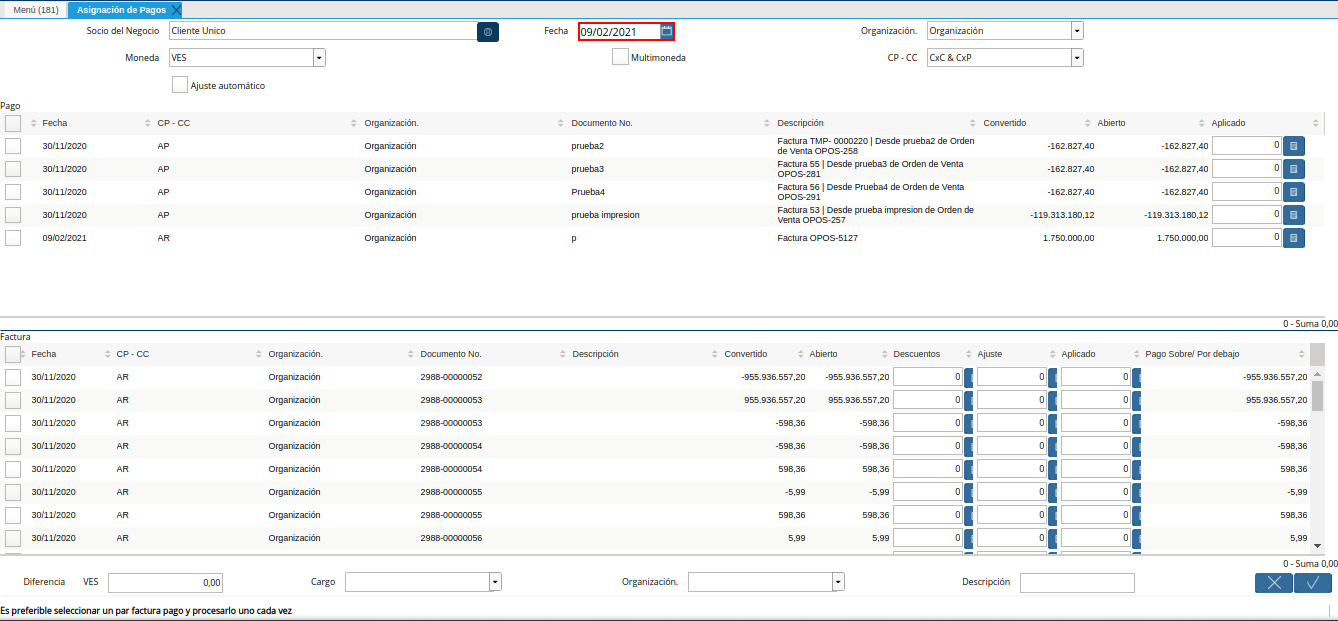 Menú (181) Asignación de Pagos
Socio del Negocio Cliente Unico Fecha 09/02/2021 Organización. Organización
Moneda VES Multimoneda CP - CC CxC & CxP
Ajuste automático
Pago
Fecha CP - CC Organización. Documento No. Descripción Convertido Abierto Aplicado
30/11/2020 AP Organización prueba2 Factura TMP- 0000220 | Desde prueba2 de Orden de Venta OPOS-258 -162.827,40 -162.827,40 0
30/11/2020 AP Organización prueba3 Factura 55 | Desde prueba3 de Orden de Venta OPOS-281 -162.827,40 -162.827,40 0
30/11/2020 AP Organización Prueba4 Factura 56 | Desde Prueba4 de Orden de Venta OPOS-291 -162.827,40 -162.827,40 0
30/11/2020 AP Organización prueba impresion Factura 53 | Desde prueba impresion de Orden de Venta OPOS-257 -119.313.180,12 -119.313.180,12 0
09/02/2021 AR Organización p Factura OPOS-5127 1.750.000,00 1.750.000,00 0
0 - Suma 0,00
Factura
Fecha CP - CC Organización. Documento No. Descripción Convertido Abierto Descuentos Ajuste Aplicado Pago Sobre/ Por debajo
30/11/2020 AR Organización 2988-00000052 -955.936.557,20 -955.936.557,20 0 0 0 -955.936.557,20
30/11/2020 AR Organización 2988-00000053 955.936.557,20 955.936.557,20 0 0 0 955.936.557,20
30/11/2020 AR Organización 2988-00000053 -598,36 -598,36 0 0 0 -598,36
30/11/2020 AR Organización 2988-00000054 -598,36 -598,36 0 0 0 -598,36
30/11/2020 AR Organización 2988-00000054 598,36 598,36 0 0 0 598,36
30/11/2020 AR Organización 2988-00000055 -5,99 -5,99 0 0 0 -5,99
30/11/2020 AR Organización 2988-00000055 598,36 598,36 0 0 0 598,36
30/11/2020 AR Organización 2988-00000056 5,99 5,99 0 0 0 5,99
0 - Suma 0,00
Diferencia VES 0,00 Cargo Organización. Descripción
Es preferible seleccionar un par factura pago y procesarlo uno cada vez